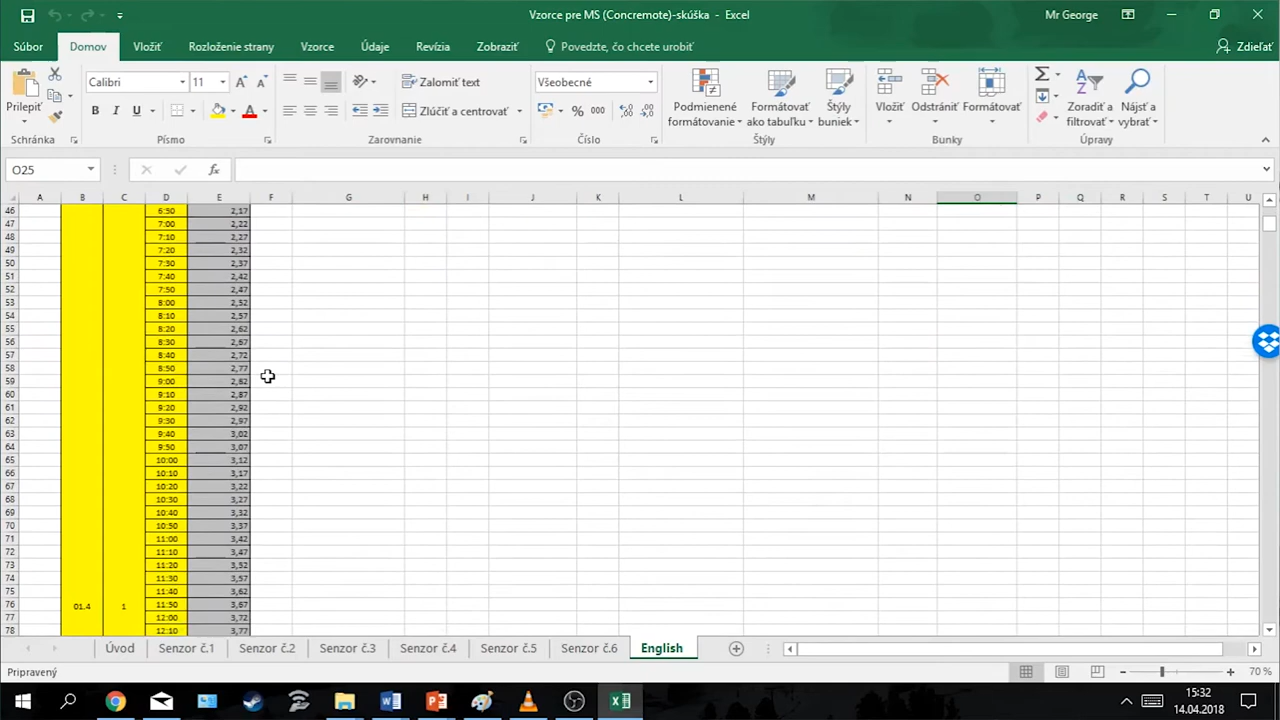 Vzorce pre MS (Concremote)-skúška - Excel
Mr George
Súbor Domov Vložiť Rozloženie strany Vzorce Údaje Revízia Zobraziť Povedzte, čo chcete urobiť Zdieľať
Prilepiť
Calibri 11
B I U
Zalomiť text
Zlúčiť a centrovať
Všeobecné
% 000
Podmienené formátovanie
Formátovať ako tabuľku
Štýly buniek
Vložiť Odstrániť Formátovať
Zoradiť a filtrovať
Nájsť a vybrať
Schránka Písmo Zarovnanie Číslo Štýly Bunky Úpravy
O25 fx
A B C D E F G H I J K L M N O P Q R S T U
46 6:50 2,17
47 7:00 2,22
48 7:10 2,27
49 7:20 2,32
50 7:30 2,37
51 7:40 2,42
52 7:50 2,47
53 8:00 2,52
54 8:10 2,57
55 8:20 2,62
56 8:30 2,67
57 8:40 2,72
58 8:50 2,77
59 9:00 2,82
60 9:10 2,87
61 9:20 2,92
62 9:30 2,97
63 9:40 3,02
64 9:50 3,07
65 10:00 3,12
66 10:10 3,17
67 10:20 3,22
68 10:30 3,27
69 10:40 3,32
70 10:50 3,37
71 11:00 3,42
72 11:10 3,47
73 11:20 3,52
74 11:30 3,57
75 11:40 3,62
76 01.4 1 11:50 3,67
77 12:00 3,72
78 12:10 3,77
Úvod Senzor č.1 Senzor č.2 Senzor č.3 Senzor č.4 Senzor č.5 Senzor č.6 English
Pripravený 70 %
15:32
14.04.2018